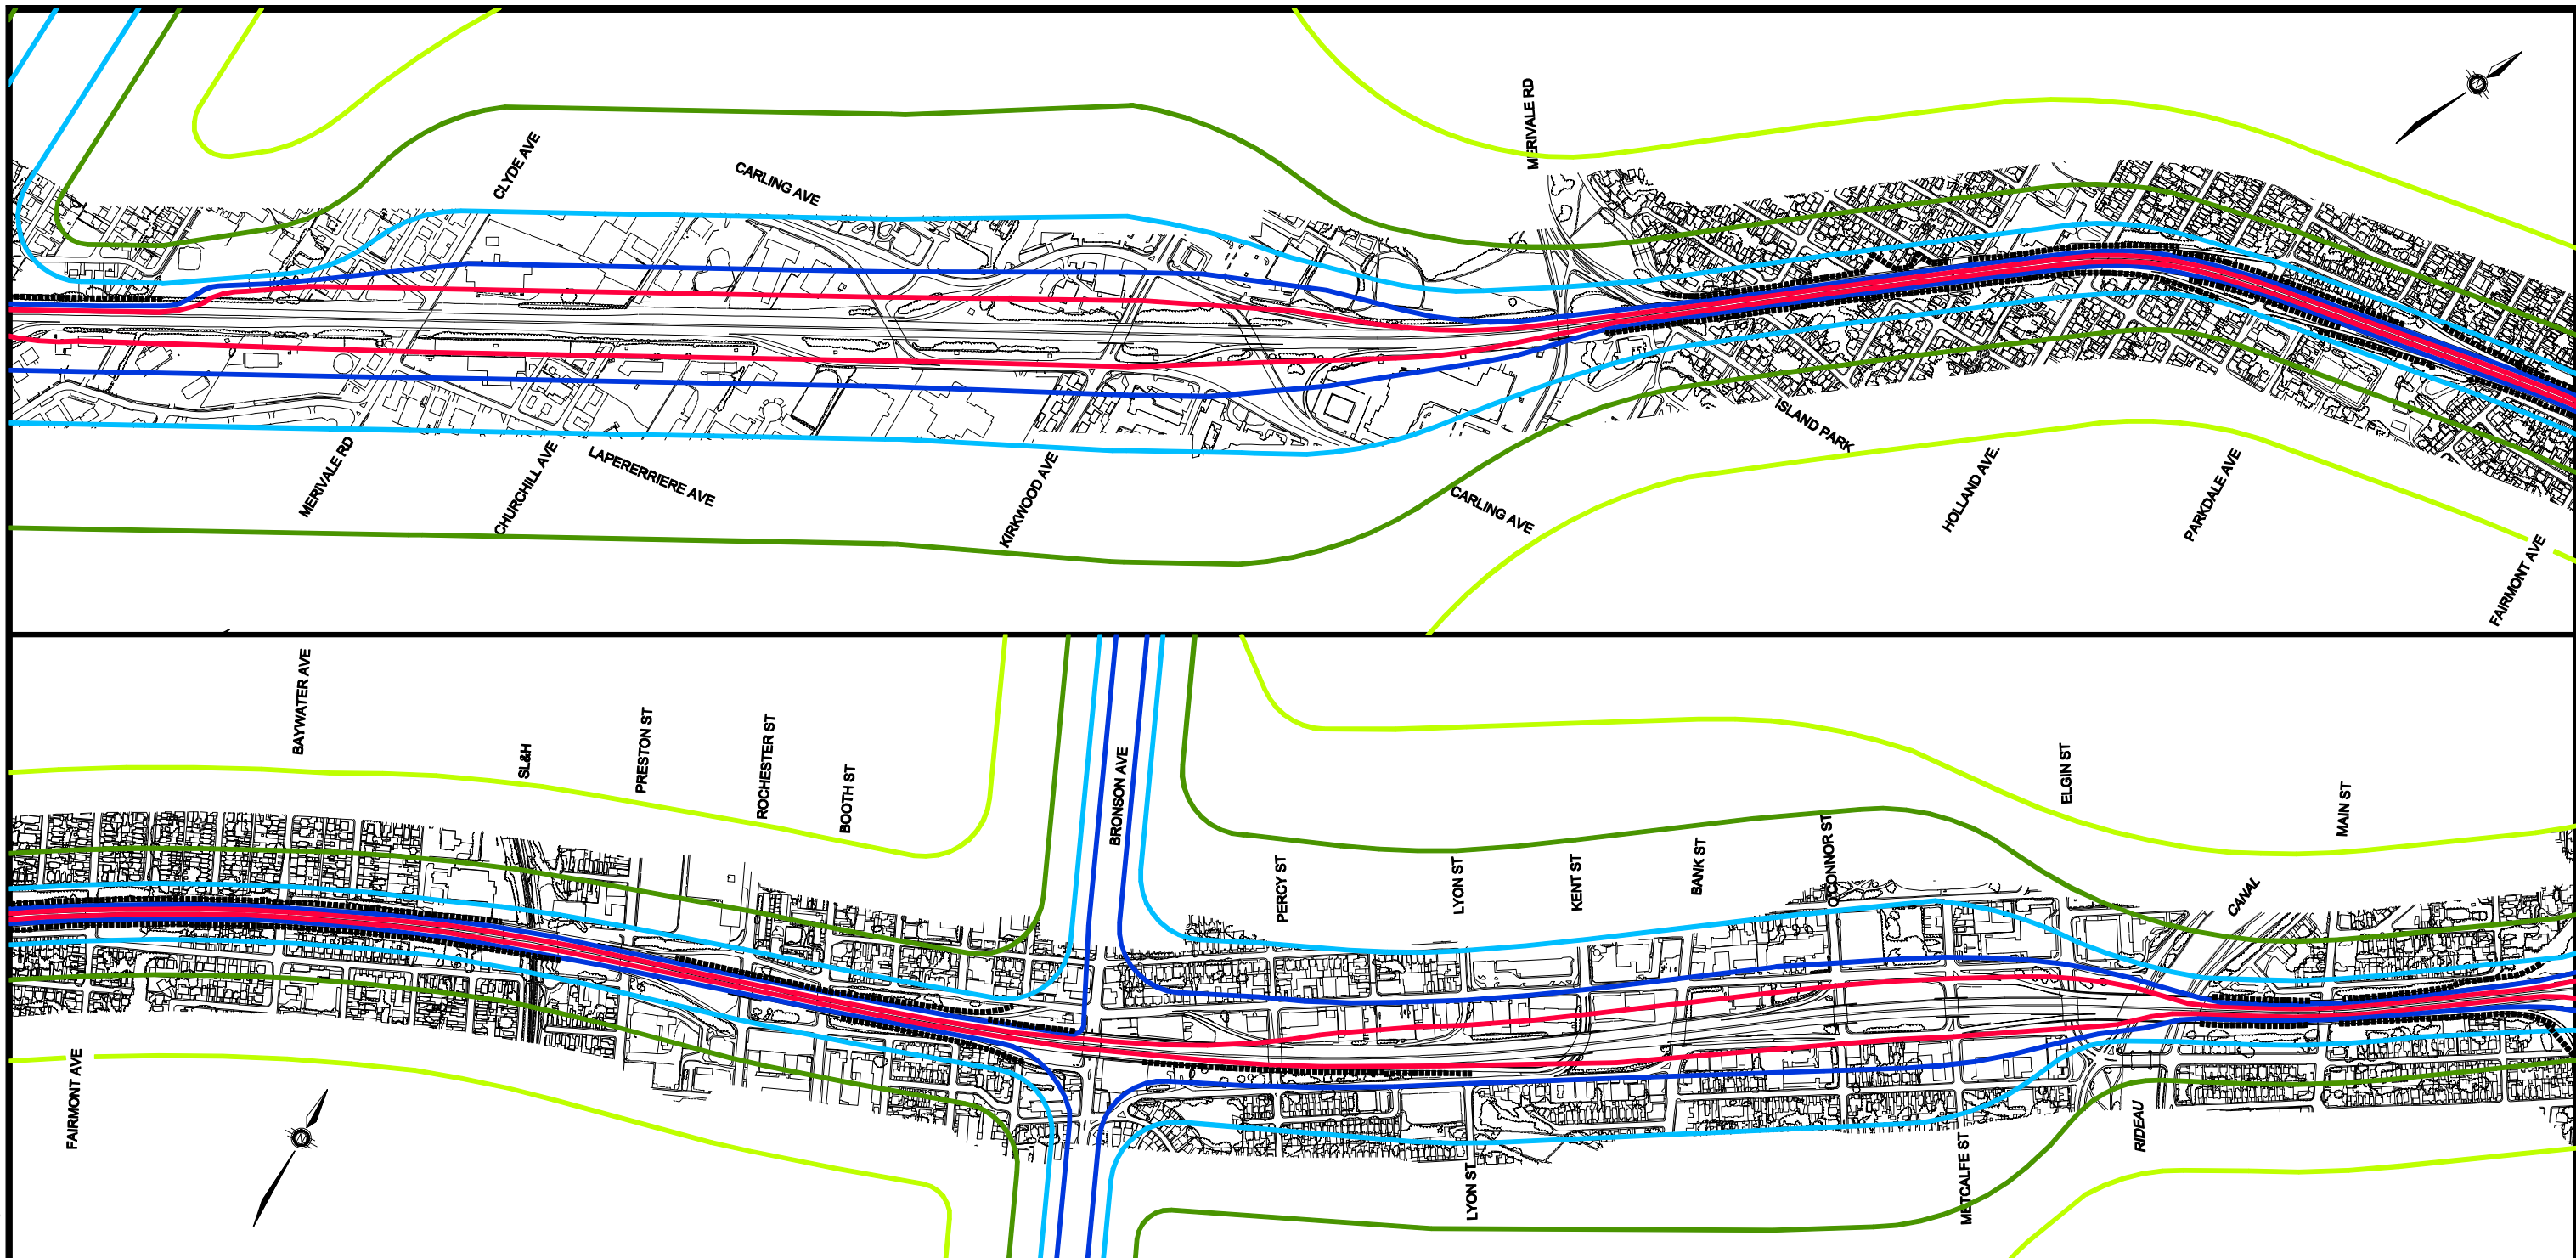 CLYDE AVE
CARLING AVE
MERIVALE RD
N
MERIVALE RD
CHURCHILL AVE
LAPERERRIERE AVE
KIRKWOOD AVE
CARLING AVE
ISLAND PARK
HOLLAND AVE.
PARKDALE AVE
FAIRMONT AVE
BAYWATER AVE
SL&H
PRESTON ST
ROCHESTER ST
BOOTH ST
BRONSON AVE
PERCY ST
LYON ST
KENT ST
BANK ST
O'CONNOR ST
ELGIN ST
CANAL
MAIN ST
FAIRMONT AVE
N
LYON ST
METCALFE ST
RIDEAU